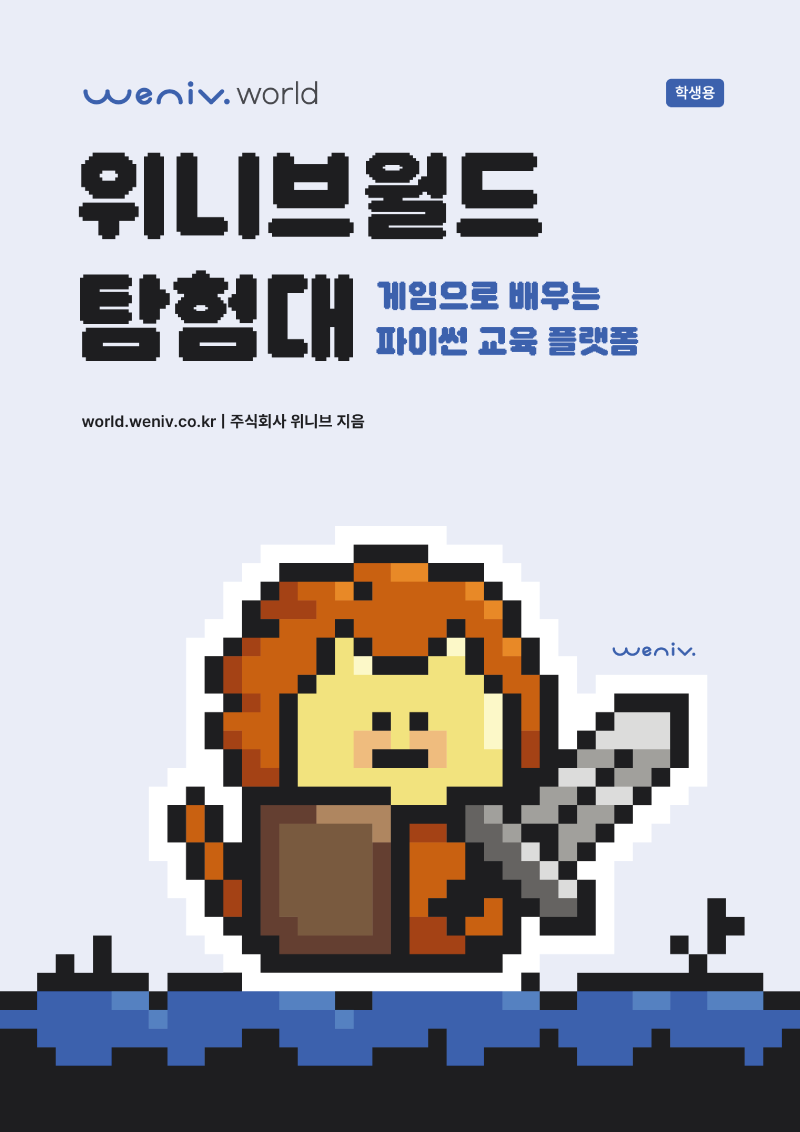 weniv. world
학생용
위니브월드
탐험대
게임으로 배우는
파이썬 교육 플랫폼
world.weniv.co.kr | 주식회사 위니브 지음
weniv.